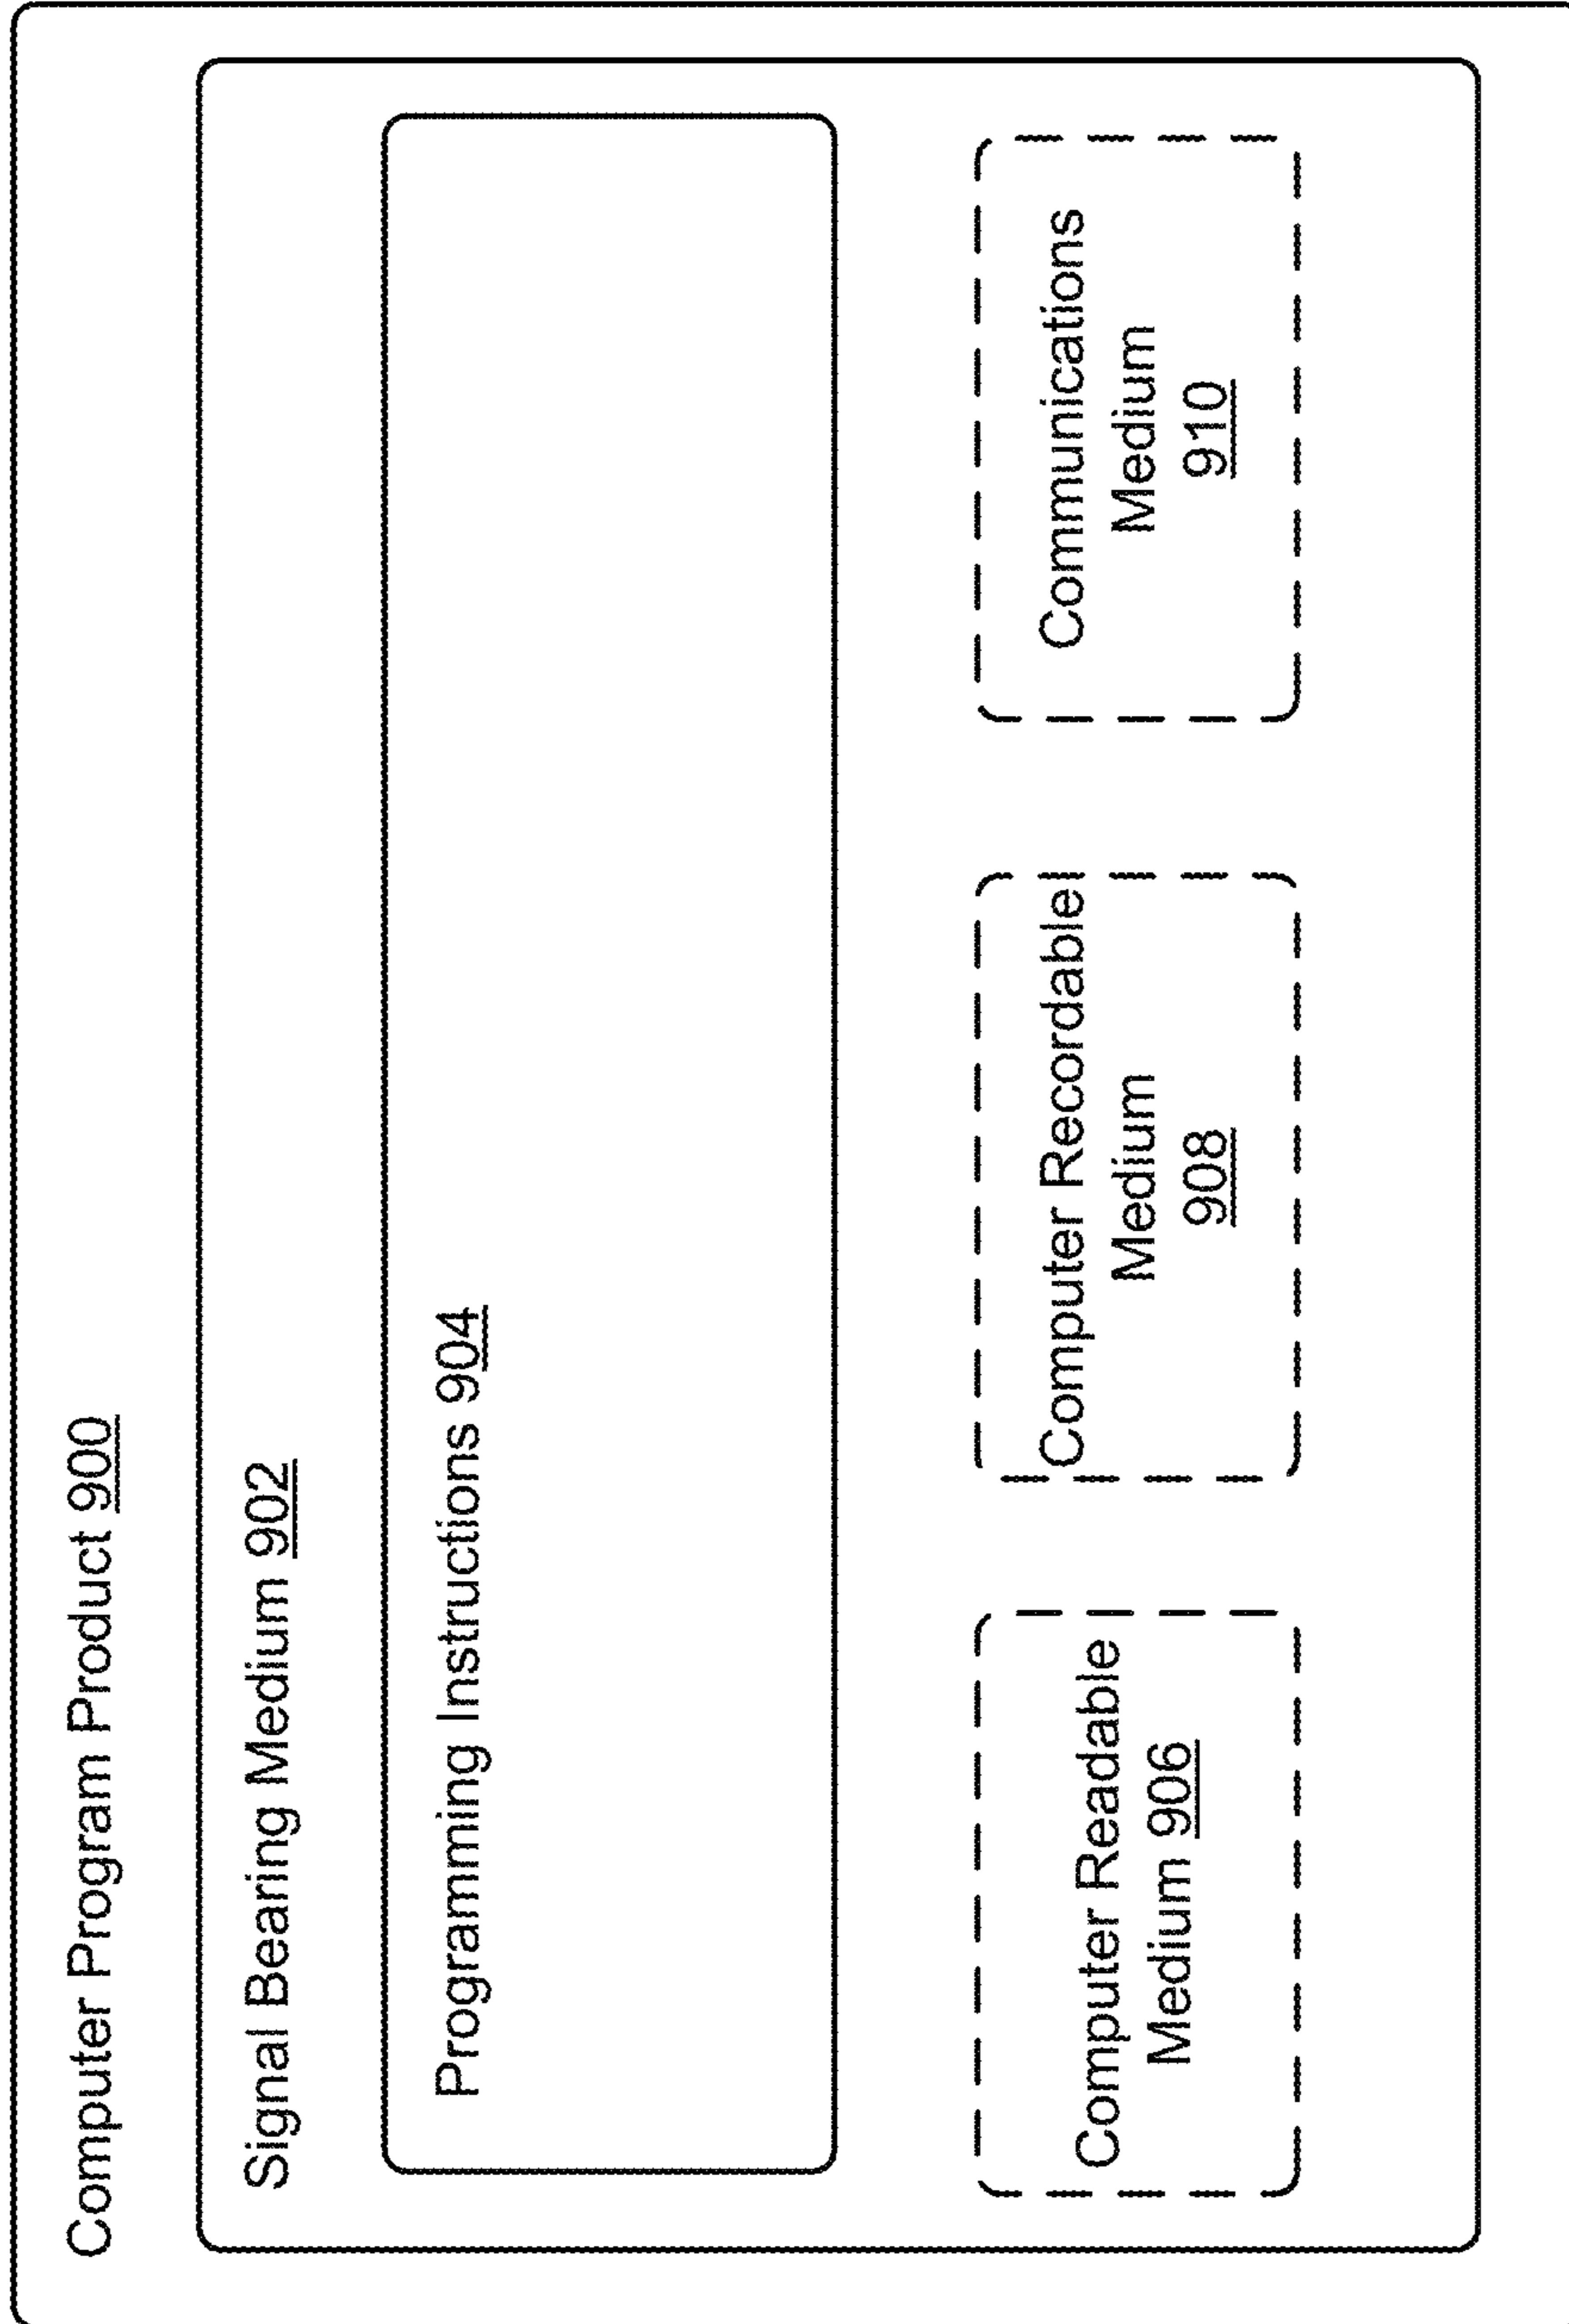 Computer Program Product 900
Signal Bearing Medium 902
Programming Instructions 904
Computer Readable
Medium 906
Computer Recordable
Medium
908
Communications
Medium
910